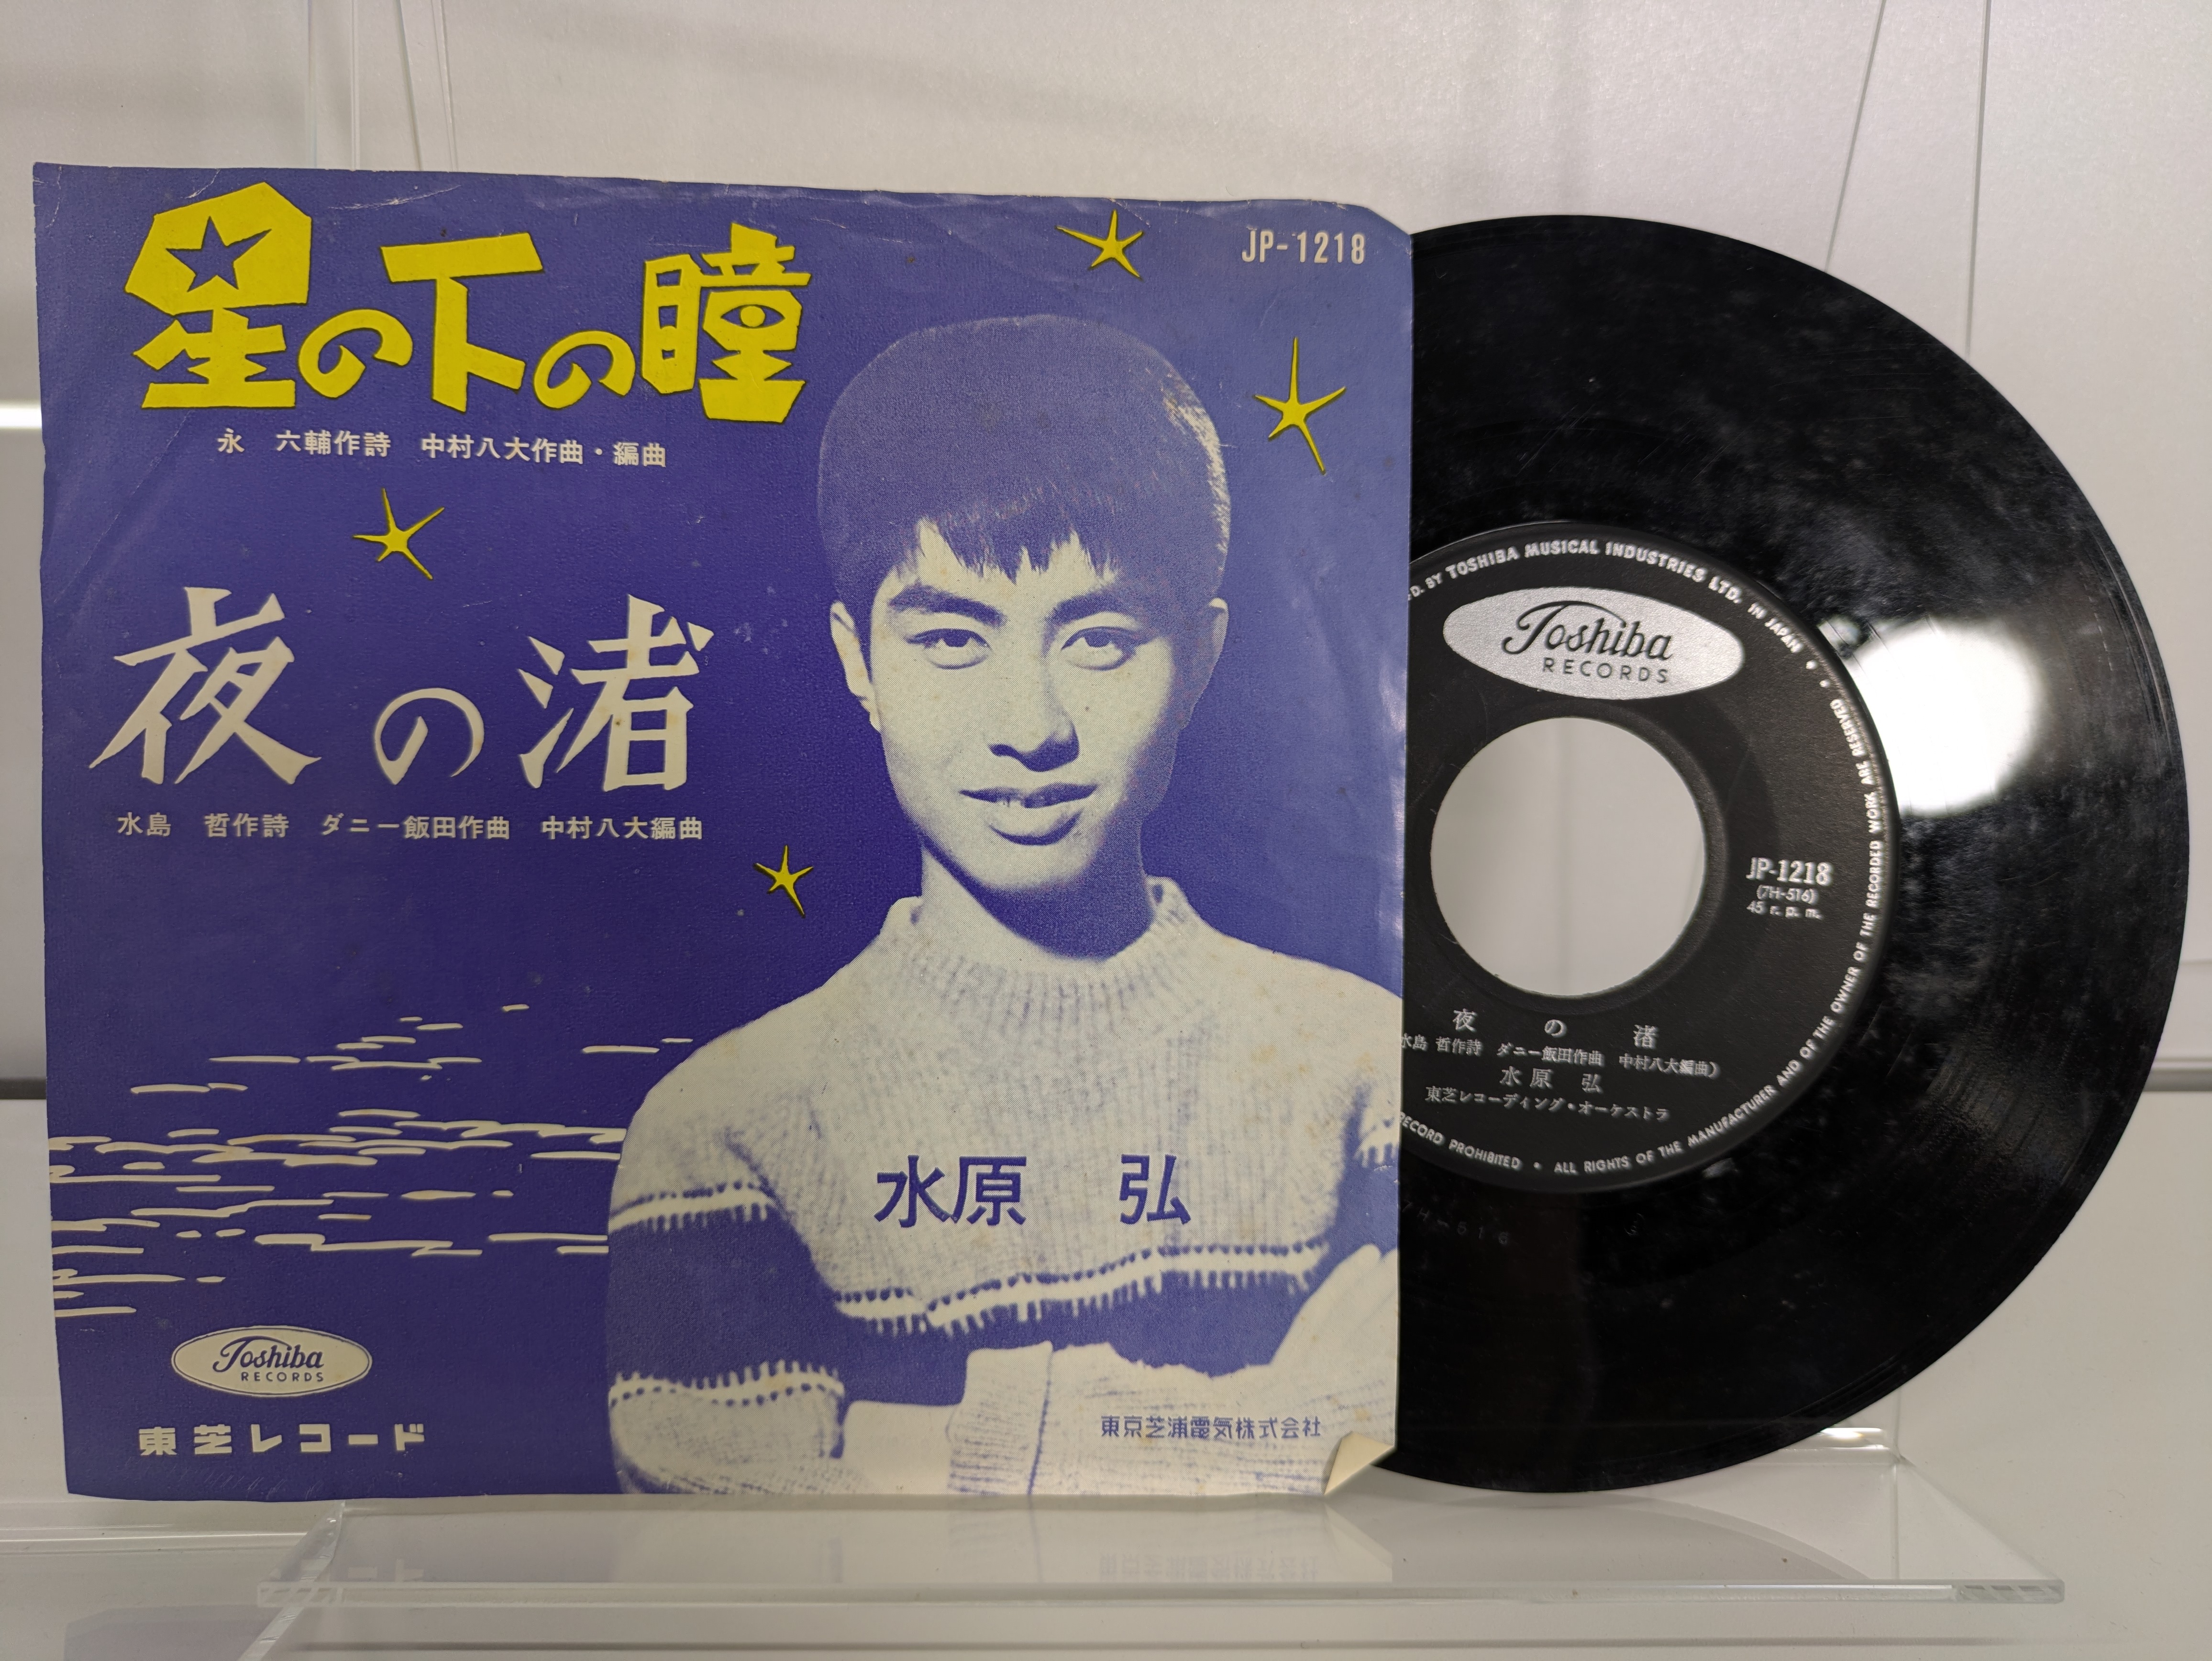 JP-1218
星の下の瞳
永 六輔作詩 中村八大作曲・編曲
夜の渚
水島 哲作詩 ダニー飯田作曲 中村八大編曲
水原 弘
Toshiba
RECORDS
東芝レコード
東京芝浦電気株式会社
D. BY TOSHIBA MUSICAL INDUSTRIES LTD. IN JAPAN •
Toshiba
RECORDS
JP-1218
(7H-516)
45 r. p. m.
夜の渚
水島 哲作詩 ダニー飯田作曲 中村八大編曲)
水原 弘
東芝レコーディング・オーケストラ
RECORD PROHIBITED • ALL RIGHTS OF THE MANUFACTURER AND OF THE OWNER OF THE RECORDED WORK ARE RESERVED •
7H-516